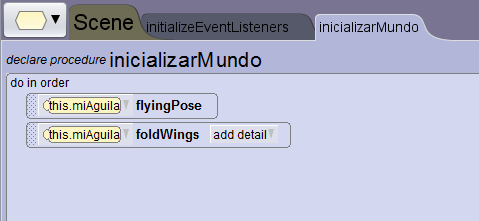 Scene initializeEventListeners inicializarMundo
declare procedure inicializarMundo
do in order
this.miAguila flyingPose
this.miAguila foldWings add detail